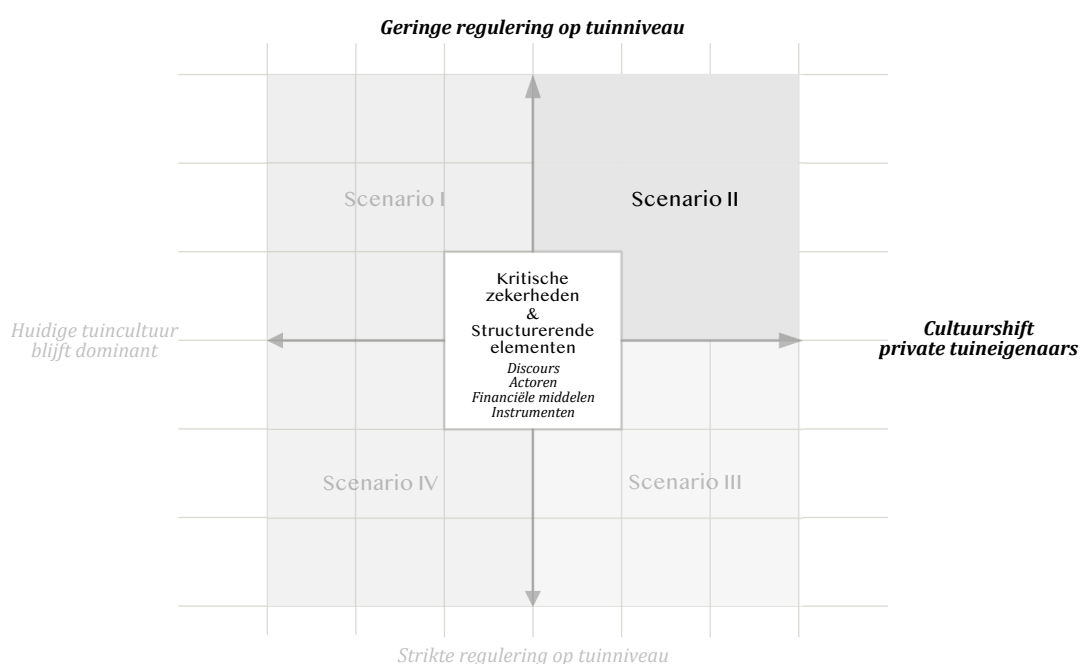 Geringe regulering op tuinniveau
Scenario I
Scenario II
Kritische
zekerheden
&
Structurerende
elementen
Discours
Actoren
Financiële middelen
Instrumenten
Huidige tuincultuur
blijft dominant
Cultuurshift
private tuineigenaars
Scenario IV
Scenario III
Strikte regulering op tuinniveau